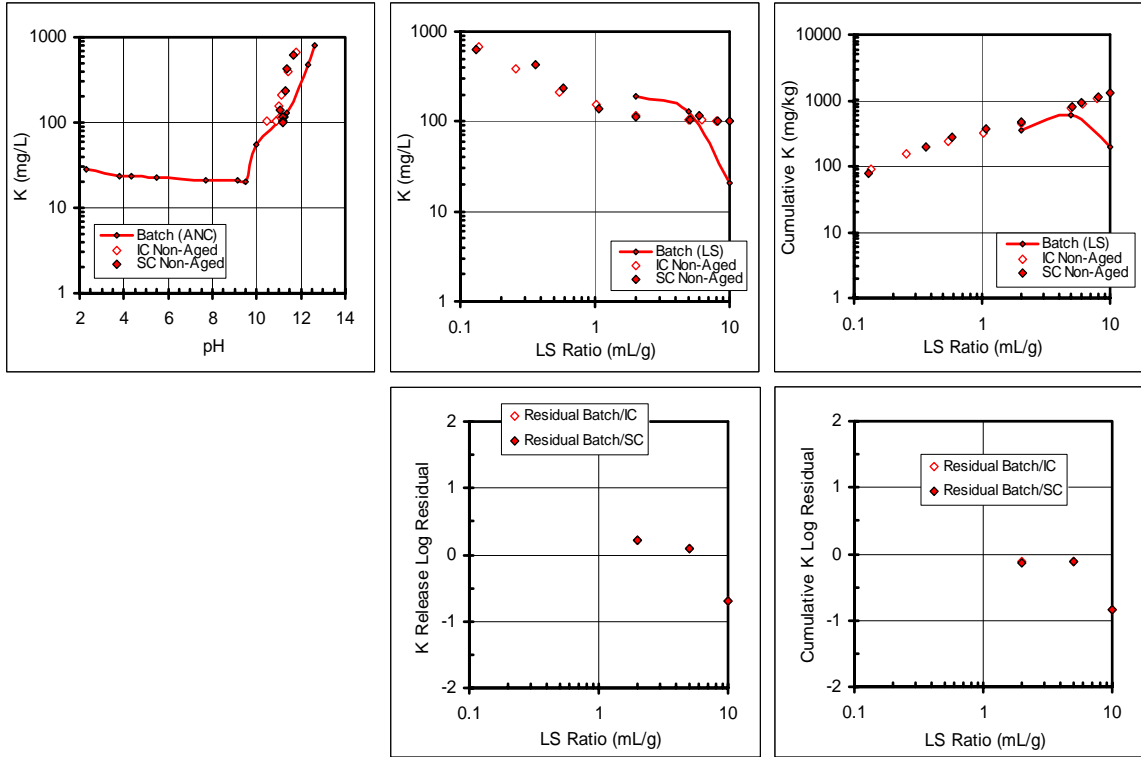 1000
100
10
1
K (mg/L)
2 4 6 8 10 12 14
pH
Batch (ANC)
IC Non-Aged
SC Non-Aged
1000
100
10
1
K (mg/L)
0.1 1 10
LS Ratio (mL/g)
Batch (LS)
IC Non-Aged
SC Non-Aged
10000
1000
100
10
1
Cumulative K (mg/kg)
0.1 1 10
LS Ratio (mL/g)
Batch (LS)
IC Non-Aged
SC Non-Aged
Residual Batch/IC
Residual Batch/SC
2
1
0
-1
-2
K Release Log Residual
0.1 1 10
LS Ratio (mL/g)
2
1
0
-1
-2
Cumulative K Log Residual
Residual Batch/IC
Residual Batch/SC
0.1 1 10
LS Ratio (mL/g)